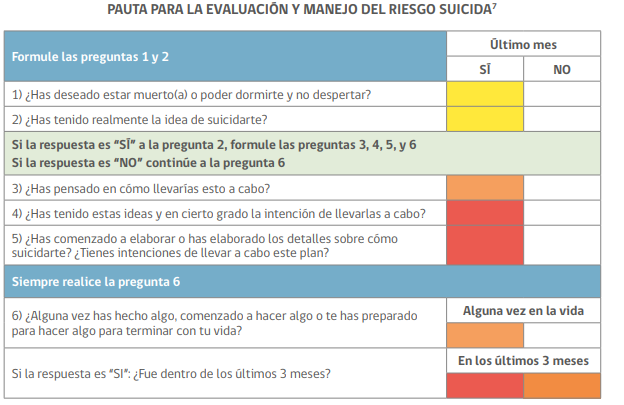 PAUTA PARA LA EVALUACIÓN Y MANEJO DEL RIESGO SUICIDA⁷
Formule las preguntas 1 y 2
Último mes
SĪ
NO
1) ¿Has deseado estar muerto(a) o poder dormirte y no despertar?
2) ¿Has tenido realmente la idea de suicidarte?
Si la respuesta es “SĪ” a la pregunta 2, formule las preguntas 3, 4, 5, y 6
Si la respuesta es “NO” continúe a la pregunta 6
3) ¿Has pensado en cómo llevarías esto a cabo?
4) ¿Has tenido estas ideas y en cierto grado la intención de llevarlas a cabo?
5) ¿Has comenzado a elaborar o has elaborado los detalles sobre cómo
suicidarte? ¿Tienes intenciones de llevar a cabo este plan?
Siempre realice la pregunta 6
6) ¿Alguna vez has hecho algo, comenzado a hacer algo o te has preparado
para hacer algo para terminar con tu vida?
Alguna vez en la vida
Si la respuesta es “SI”: ¿Fue dentro de los últimos 3 meses?
En los últimos 3 meses